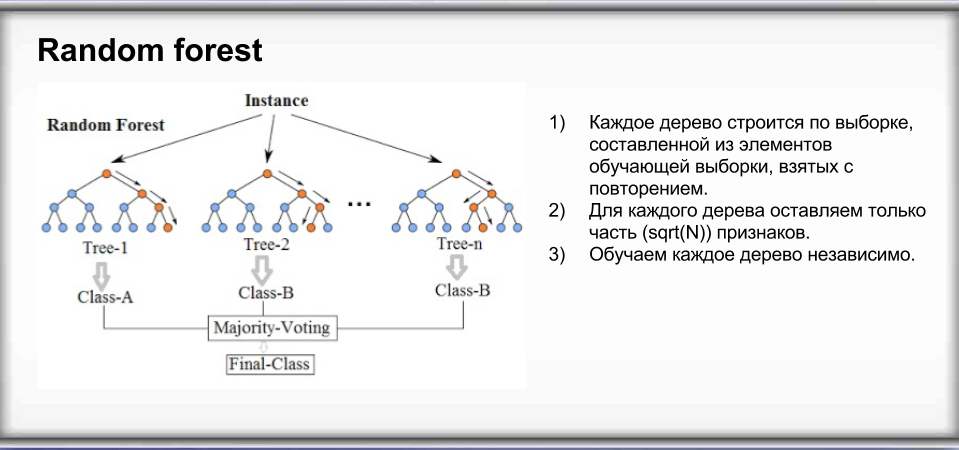 Random forest
Instance
Random Forest
...
Tree-1
Tree-2
Tree-n
Class-A
Class-B
Class-B
Majority-Voting
Final-Class
1) Каждое дерево строится по выборке,
составленной из элементов
обучающей выборки, взятых с
повторением.
2) Для каждого дерева оставляем только
часть (sqrt(N)) признаков.
3) Обучаем каждое дерево независимо.